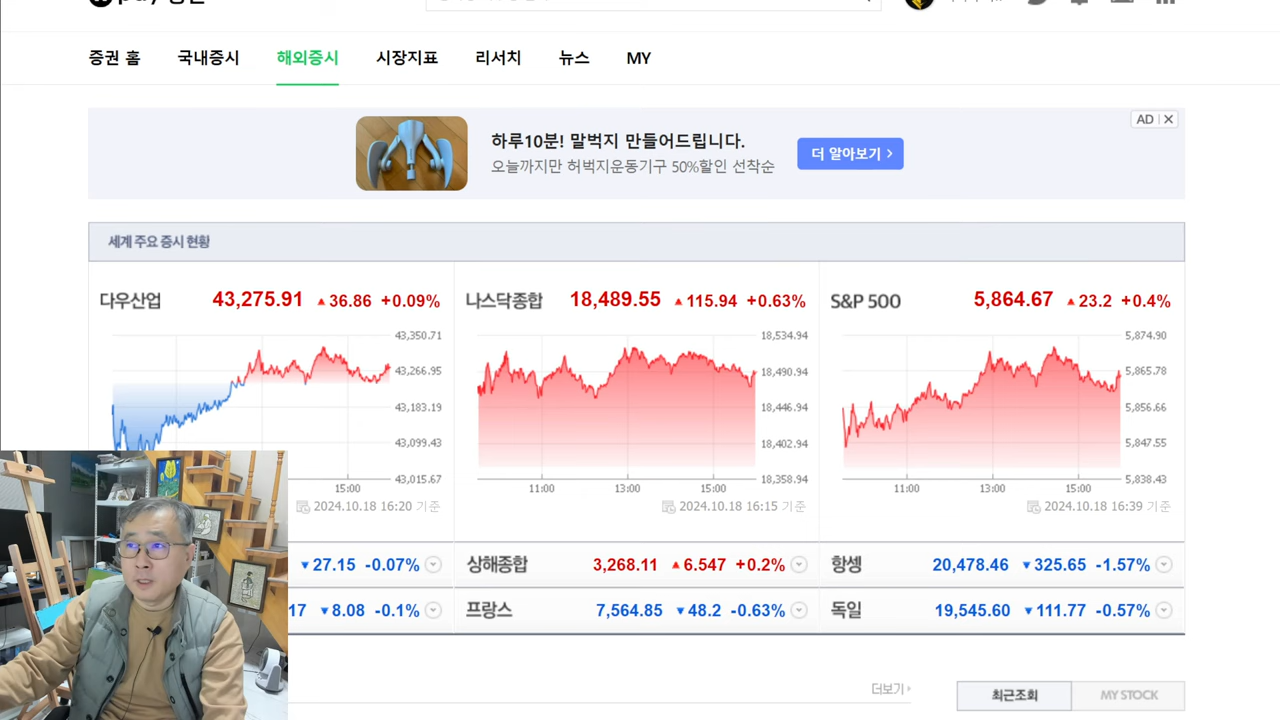 증권 홈 국내증시 해외증시 시장지표 리서치 뉴스 MY
AD
하루10분! 말벅지 만들어드립니다.
오늘까지만 허벅지운동기구 50%할인 선착순
더 알아보기 >
세계 주요 증시 현황
다우산업 43,275.91 ▲36.86 +0.09%
43,350.71
43,266.95
43,183.19
43,099.43
43,015.67
15:00
2024.10.18 16:20 기준
나스닥종합 18,489.55 ▲115.94 +0.63%
18,534.94
18,490.94
18,446.94
18,402.94
18,358.94
11:00 13:00 15:00
2024.10.18 16:15 기준
S&P 500 5,864.67 ▲23.2 +0.4%
5,874.90
5,865.78
5,856.66
5,847.55
5,838.43
11:00 13:00 15:00
2024.10.18 16:39 기준
▼27.15 -0.07%
상해종합 3,268.11 ▲6.547 +0.2%
항셍 20,478.46 ▼325.65 -1.57%
17 ▼8.08 -0.1%
프랑스 7,564.85 ▼48.2 -0.63%
독일 19,545.60 ▼111.77 -0.57%
더보기
최근조회 MY STOCK